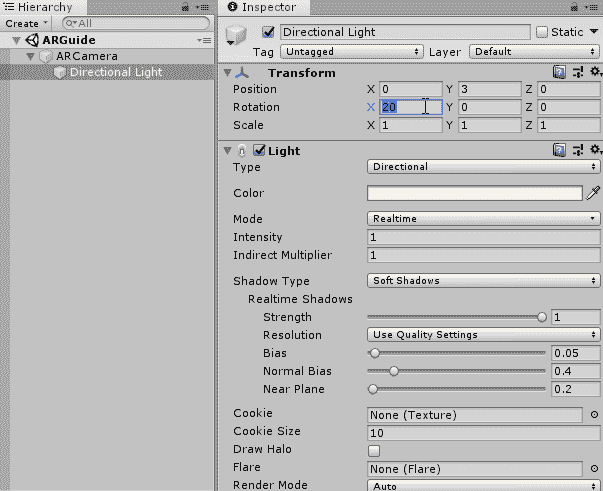 Hierarchy
Create All
ARGuide
ARCamera
Directional Light
Inspector
Directional Light Static
Tag Untagged Layer Default
Transform
Position X 0 Y 3 Z 0
Rotation X 20 Y 0 Z 0
Scale X 1 Y 1 Z 1
Light
Type Directional
Color
Mode Realtime
Intensity 1
Indirect Multiplier 1
Shadow Type Soft Shadows
Realtime Shadows
Strength 1
Resolution Use Quality Settings
Bias 0.05
Normal Bias 0.4
Near Plane 0.2
Cookie None (Texture)
Cookie Size 10
Draw Halo
Flare None (Flare)
Render Mode Auto